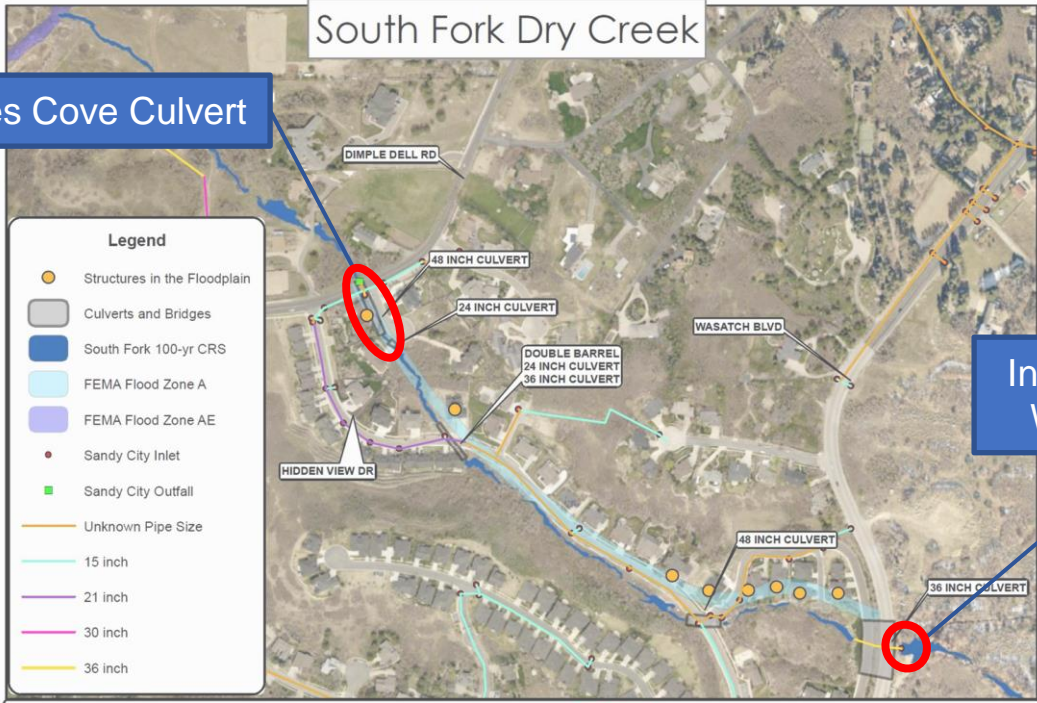 South Fork Dry Creek
es Cove Culvert
DIMPLE DELL RD
48 INCH CULVERT
24 INCH CULVERT
WASATCH BLVD
DOUBLE BARREL
24 INCH CULVERT
36 INCH CULVERT
In
W
HIDDEN VIEW DR
48 INCH CULVERT
36 INCH CULVERT
Legend
Structures in the Floodplain
Culverts and Bridges
South Fork 100-yr CRS
FEMA Flood Zone A
FEMA Flood Zone AE
Sandy City Inlet
Sandy City Outfall
Unknown Pipe Size
15 inch
21 inch
30 inch
36 inch